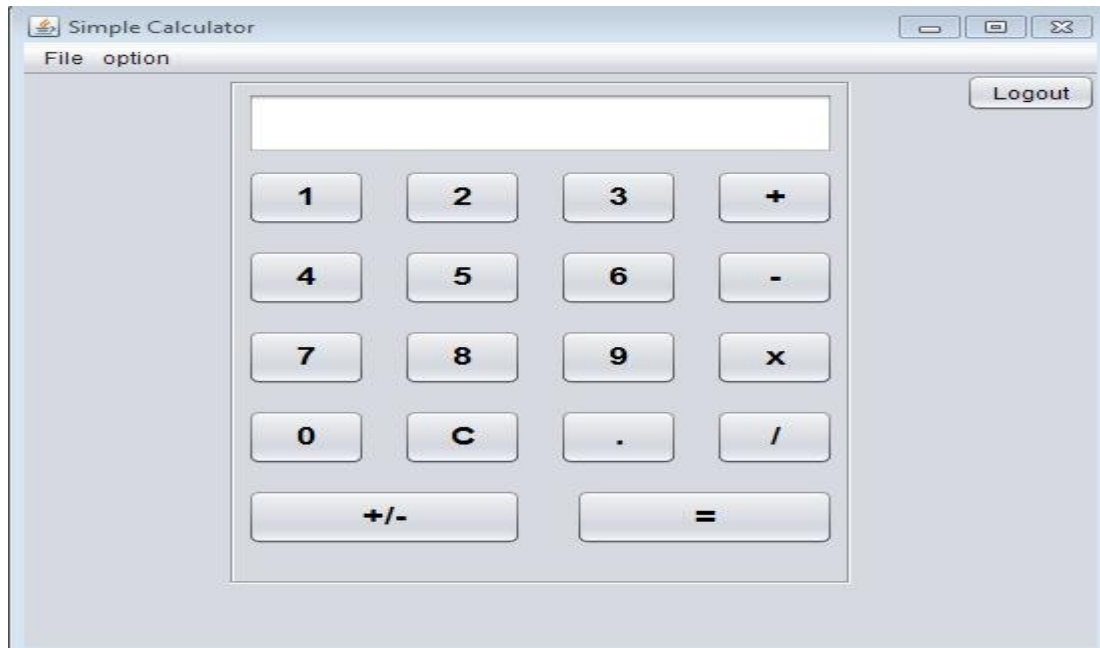 Simple Calculator
File option
Logout
1 2 3 +
4 5 6 -
7 8 9 x
0 C . /
+/- =